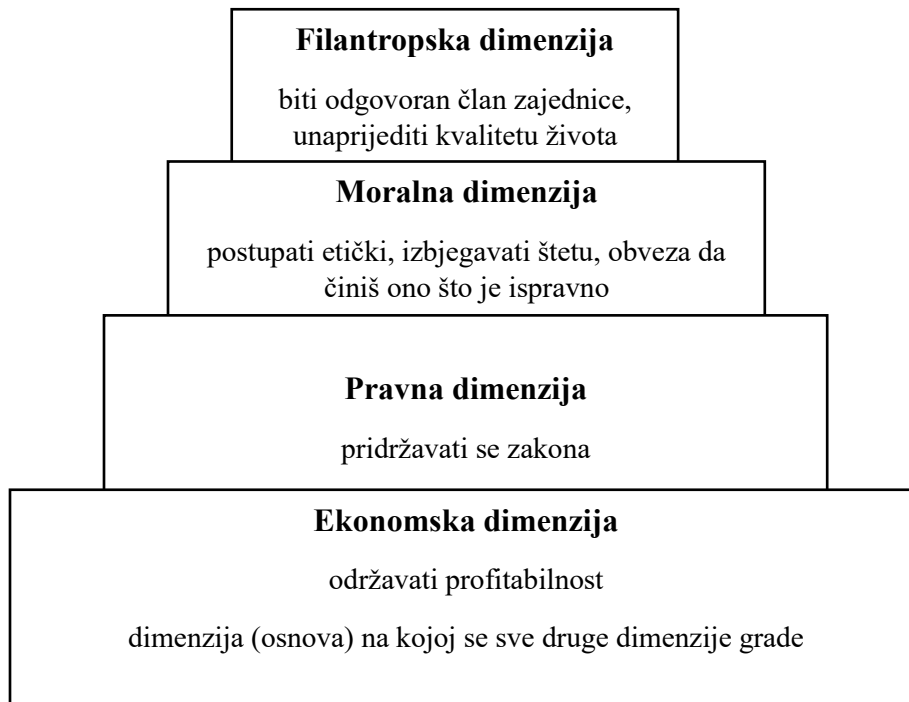 Filantropska dimenzija
biti odgovoran član zajednice,
unaprijediti kvalitetu života
Moralna dimenzija
postupati etički, izbjegavati štetu, obveza da
činiš ono što je ispravno
Pravna dimenzija
pridržavati se zakona
Ekonomska dimenzija
održavati profitabilnost
dimenzija (osnova) na kojoj se sve druge dimenzije grade